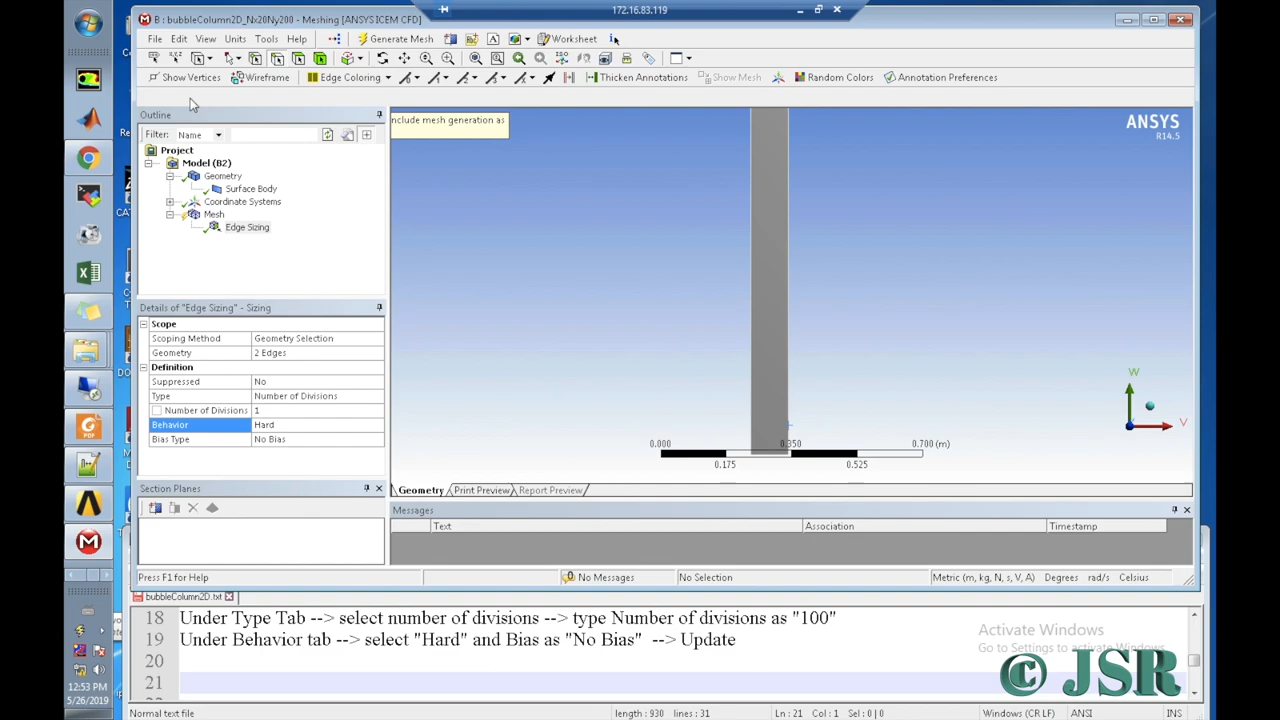 172.16.83.119
B : bubbleColumn2D_Nx20Ny200 - Meshing [ANSYS ICEM CFD]
File Edit View Units Tools Help Generate Mesh Worksheet
Show Vertices Wireframe Edge Coloring Thicken Annotations Show Mesh Random Colors Annotation Preferences
Outline
Filter: Name
Project
Model (B2)
Geometry
Surface Body
Coordinate Systems
Mesh
Edge Sizing
Details of "Edge Sizing" - Sizing
Scope
Scoping Method Geometry Selection
Geometry 2 Edges
Definition
Suppressed No
Type Number of Divisions
Number of Divisions 1
Behavior Hard
Bias Type No Bias
Section Planes
include mesh generation as
ANSYS
R14.5
W
V
0.000 0.350 0.700 (m)
0.175 0.525
Geometry Print Preview Report Preview
Messages
Text Association Timestamp
Press F1 for Help No Messages No Selection Metric (m, kg, N, s, V, A) Degrees rad/s Celsius
bubbleColumn2D.txt
18 Under Type Tab --> select number of divisions --> type Number of divisions as "100"
19 Under Behavior tab --> select "Hard" and Bias as "No Bias" --> Update
20
21
Activate Windows
Go to Settings to activate Windows.
© JSR
Normal text file length : 930 lines : 31 Ln : 21 Col : 1 Sel : 0 | 0 Windows (CR LF) ANSI INS
12:53 PM
5/26/2019